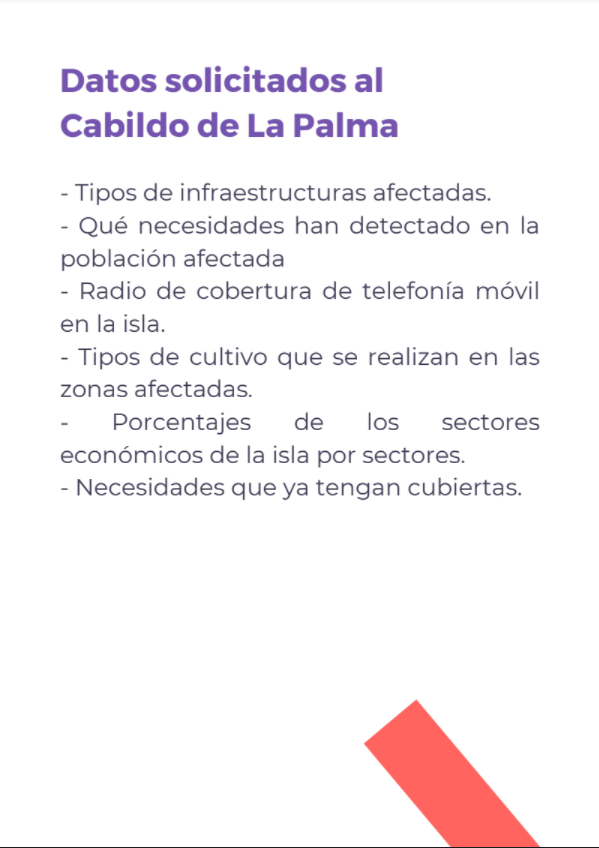 Datos solicitados al
Cabildo de La Palma
- Tipos de infraestructuras afectadas.
- Qué necesidades han detectado en la
población afectada
- Radio de cobertura de telefonía móvil
en la isla.
- Tipos de cultivo que se realizan en las
zonas afectadas.
- Porcentajes de los sectores
económicos de la isla por sectores.
- Necesidades que ya tengan cubiertas.